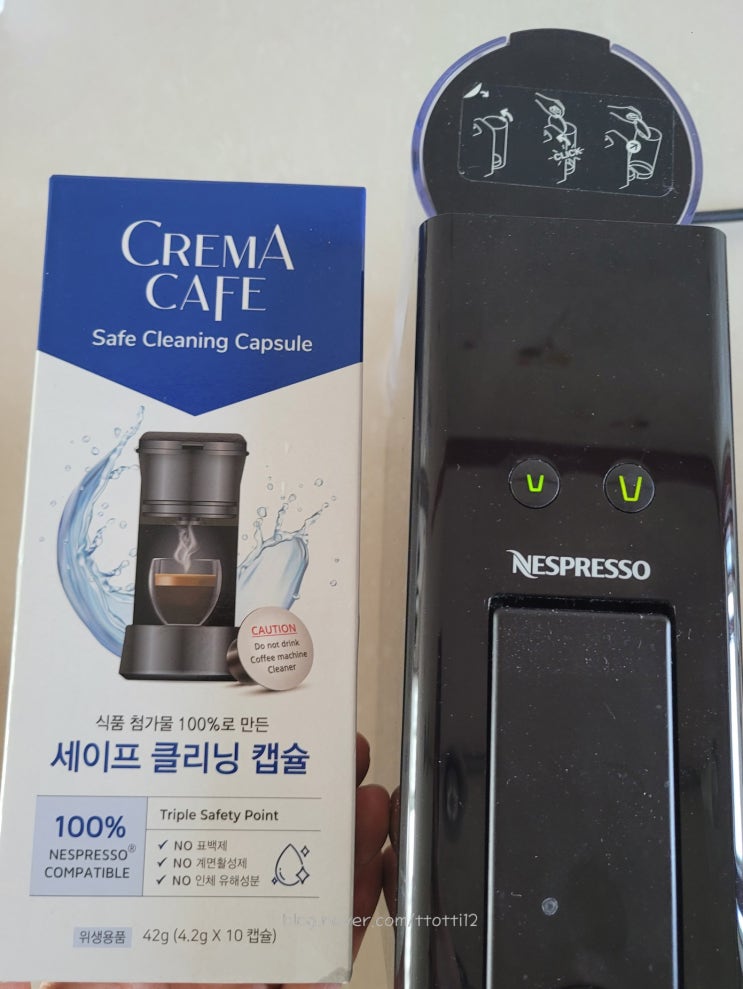 CREMA
CAFE
Safe Cleaning Capsule
CAUTION
Do not drink
Coffee machine
Cleaner
식품 첨가물 100%로 만든
세이프 클리닝 캡슐
100%
NESPRESSO®
COMPATIBLE
Triple Safety Point
✓ NO 표백제
✓ NO 계면활성제
✓ NO 인체 유해성분
위생용품 42g (4.2g X 10 캡슐)
CLICK
NESPRESSO
blog.naver.com/ttotti12